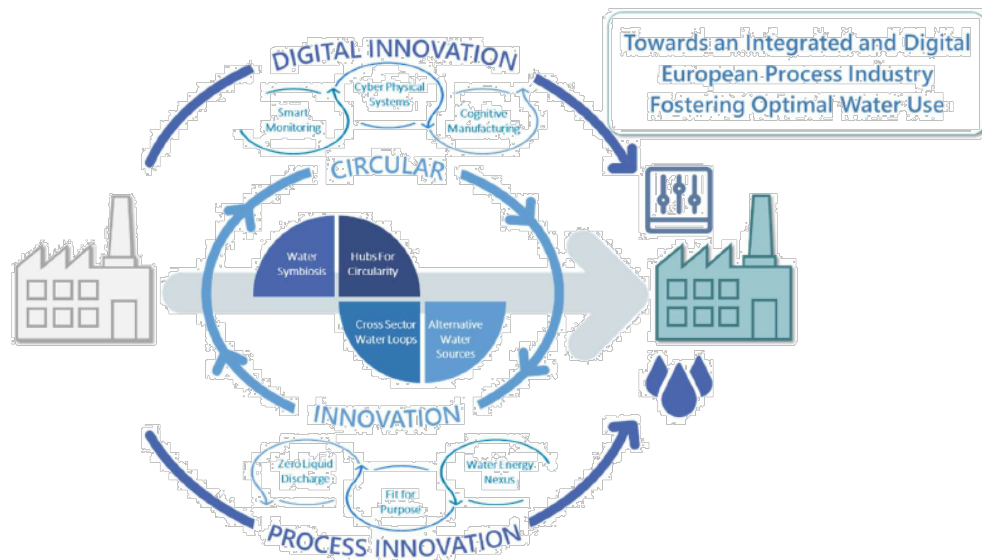 Towards an Integrated and Digital
European Process Industry
Fostering Optimal Water Use
DIGITAL INNOVATION
Cyber Physical
Systems
Smart
Monitoring
Cognitive
Manufacturing
CIRCULAR
Water
Symbiosis
Hubs For
Circularity
Cross Sector
Water Loops
Alternative
Water
Sources
INNOVATION
Zero Liquid
Discharge
Fit for
Purpose
Water Energy
Nexus
PROCESS INNOVATION